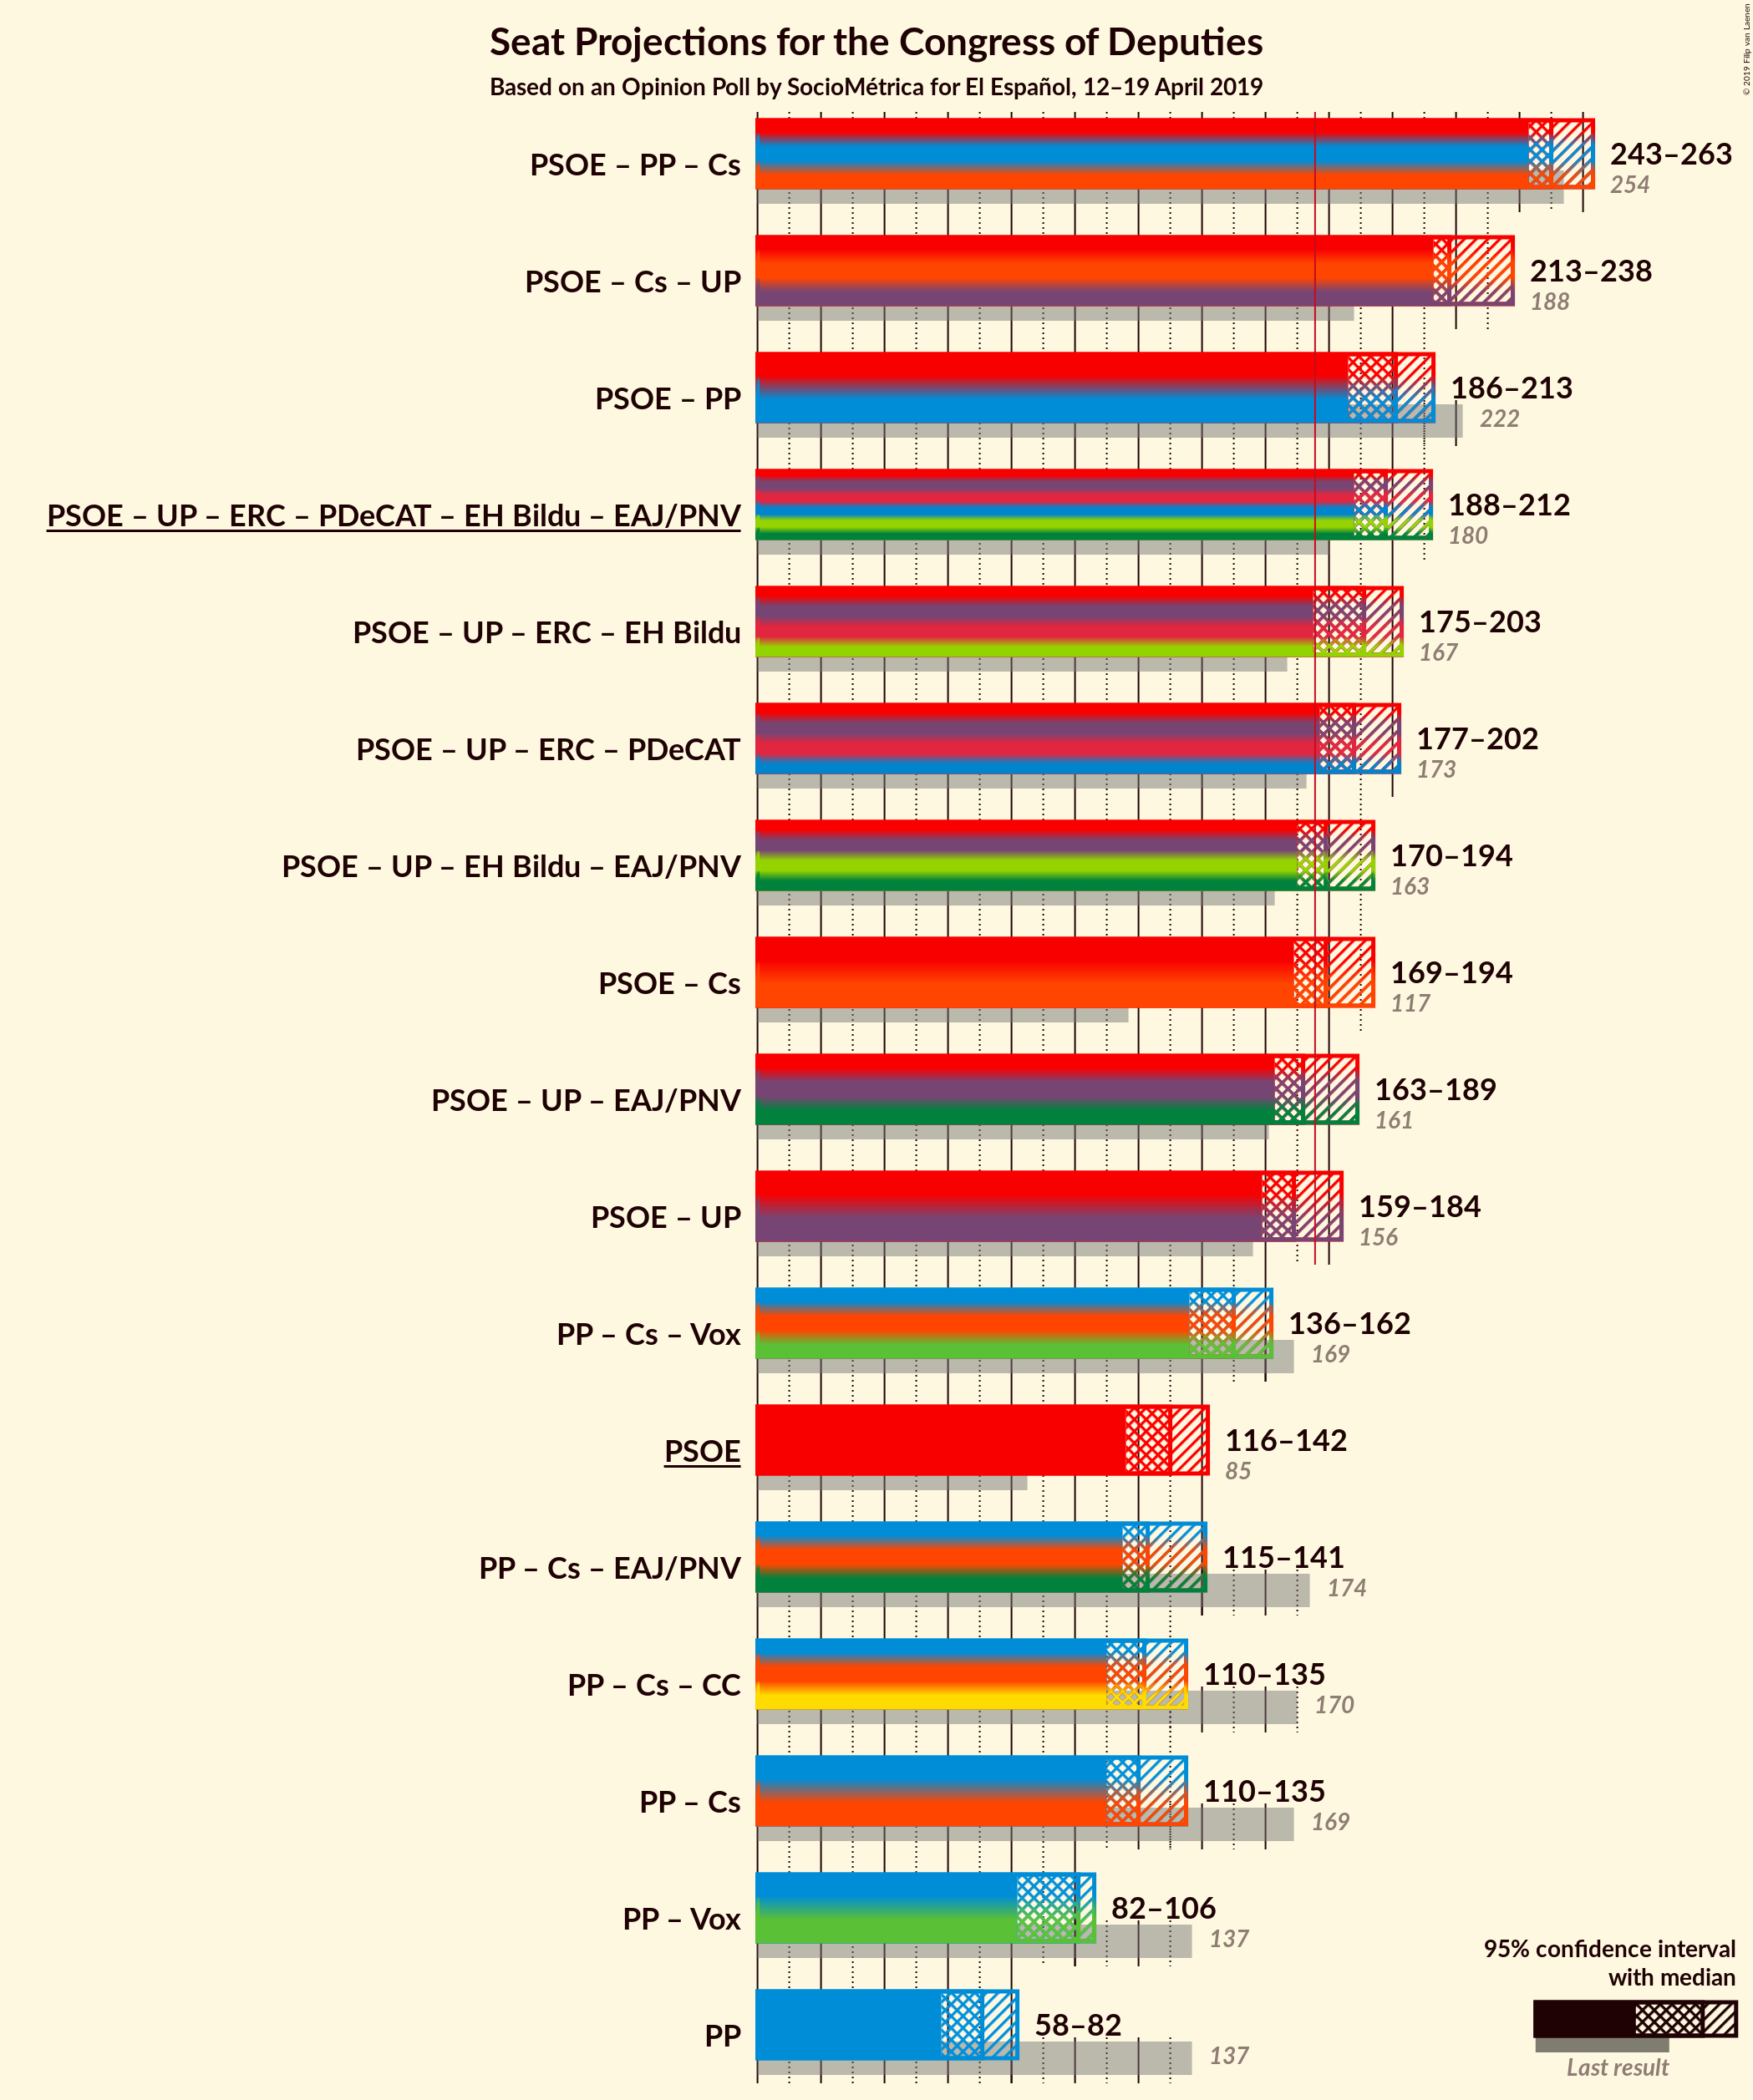 Seat Projections for the Congress of Deputies
Based on an Opinion Poll by SocioMétrica for El Español, 12–19 April 2019
© 2019 Filip van Laenen
PSOE – PP – Cs
243–263
254
PSOE – Cs – UP
213–238
188
PSOE – PP
186–213
222
PSOE – UP – ERC – PDeCAT – EH Bildu – EAJ/PNV
188–212
180
PSOE – UP – ERC – EH Bildu
175–203
167
PSOE – UP – ERC – PDeCAT
177–202
173
PSOE – UP – EH Bildu – EAJ/PNV
170–194
163
PSOE – Cs
169–194
117
PSOE – UP – EAJ/PNV
163–189
161
PSOE – UP
159–184
156
PP – Cs – Vox
136–162
169
PSOE
116–142
85
PP – Cs – EAJ/PNV
115–141
174
PP – Cs – CC
110–135
170
PP – Cs
110–135
169
PP – Vox
82–106
137
PP
58–82
137
95% confidence interval
with median
Last result